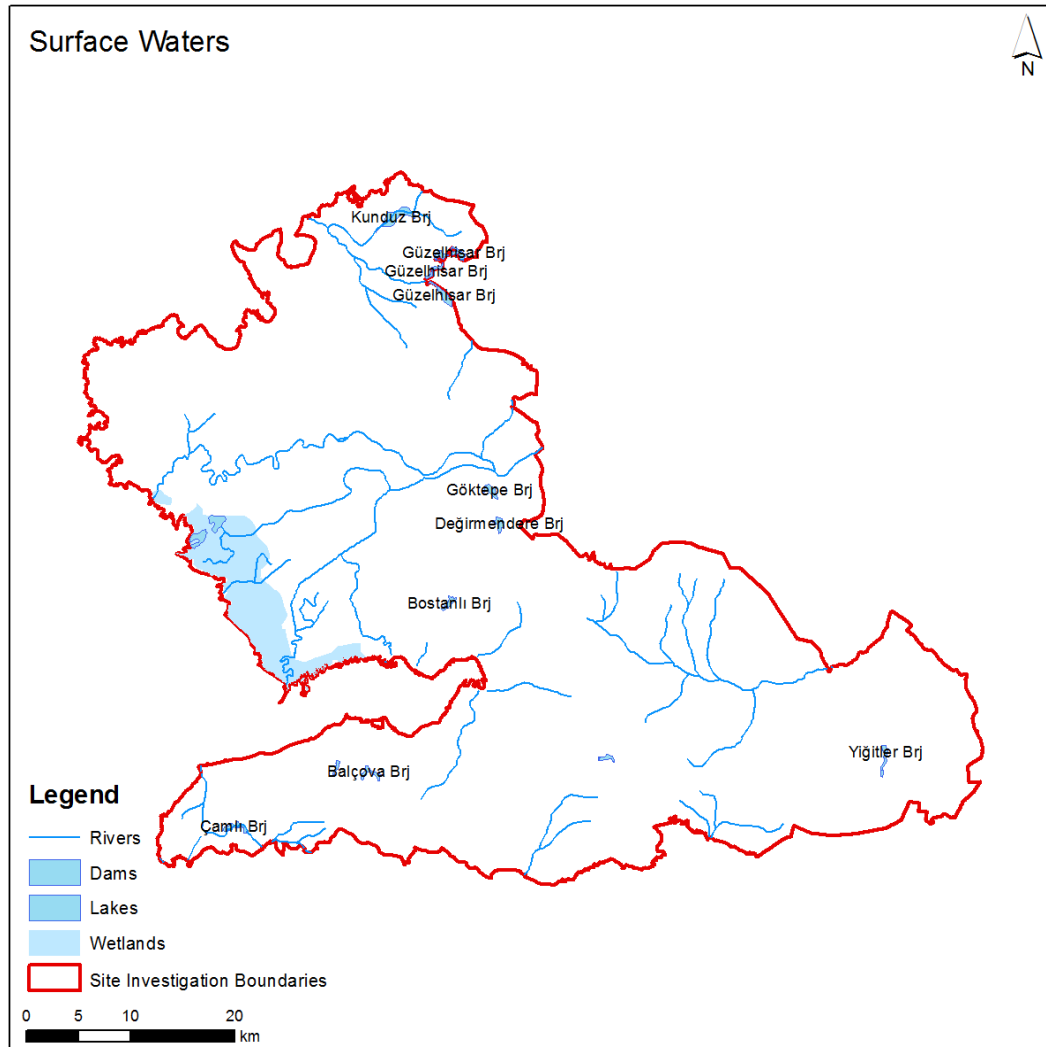 Surface Waters
N
Kunduz Brj
Güzelhisar Brj
Güzelhisar Brj
Güzelhisar Brj
Göktepe Brj
Değirmendere Brj
Bostanlı Brj
Yiğitler Brj
Balçova Brj
Çamlı Brj
Legend
Rivers
Dams
Lakes
Wetlands
Site Investigation Boundaries
0 5 10 20
km